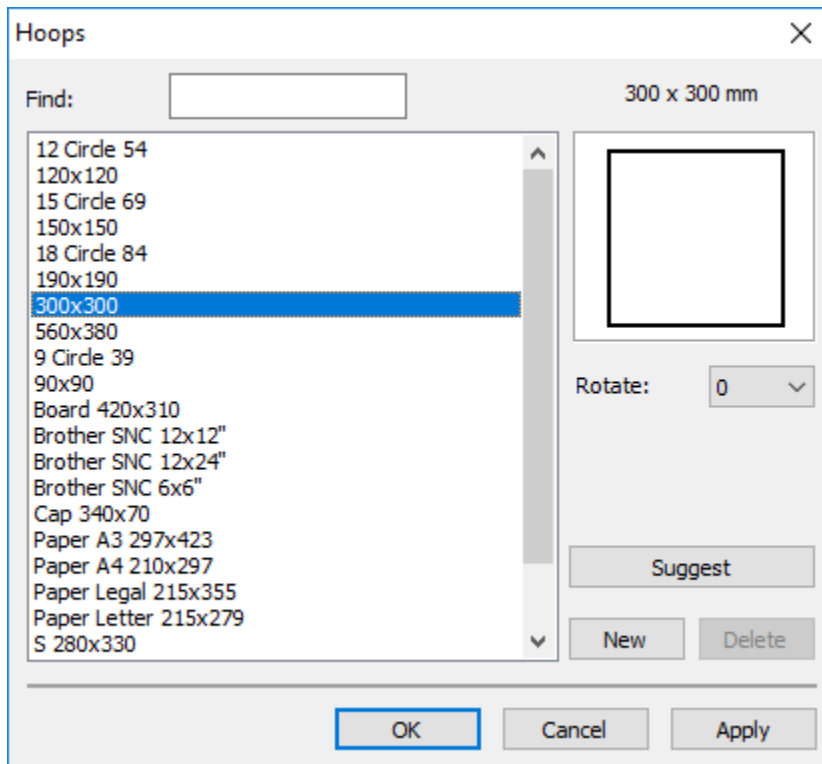 Hoops
Find:
300 x 300 mm
12 Circle 54
120x120
15 Circle 69
150x150
18 Circle 84
190x190
300x300
560x380
9 Circle 39
90x90
Board 420x310
Brother SNC 12x12"
Brother SNC 12x24"
Brother SNC 6x6"
Cap 340x70
Paper A3 297x423
Paper A4 210x297
Paper Legal 215x355
Paper Letter 215x279
S 280x330
Rotate: 0
Suggest
New Delete
OK Cancel Apply